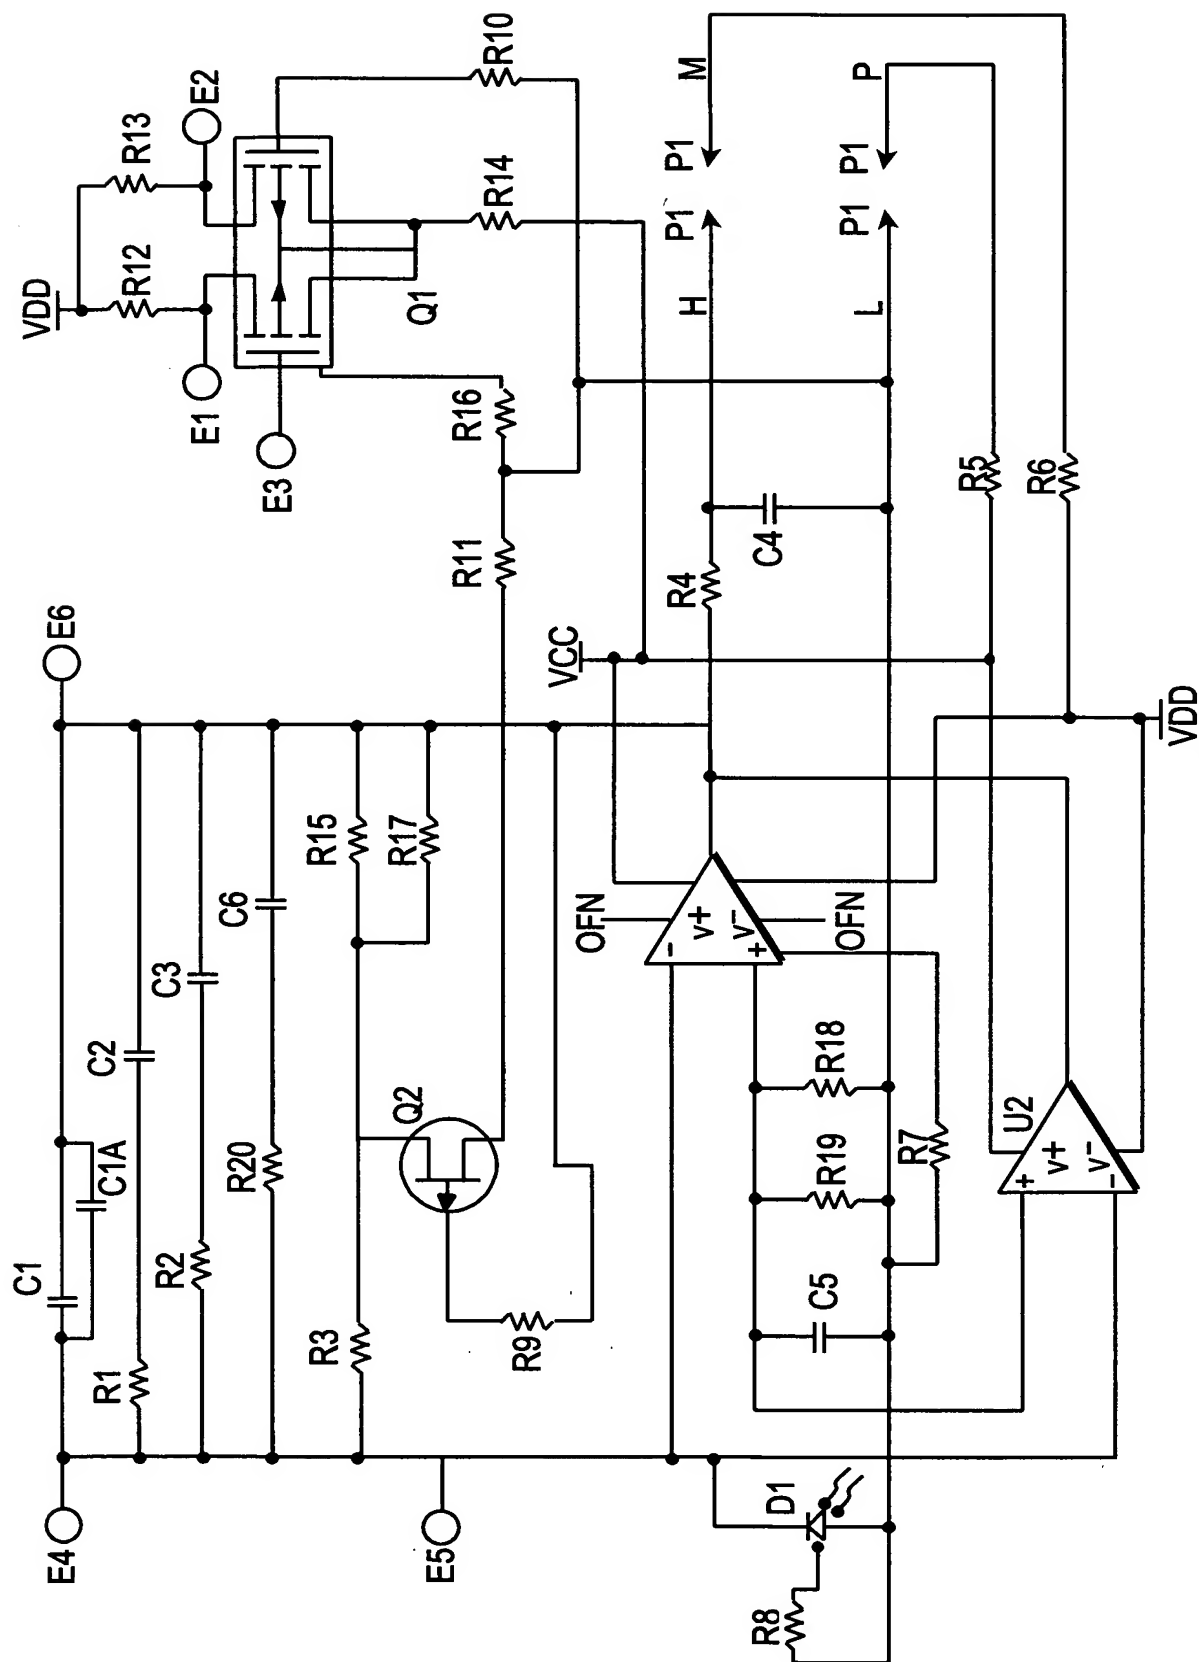 R10
E2
R13
VDD
R12
E1
R14
M
P
P1
P1
P1
P1
H
L
Q1
E3
R16
R5
R6
R11
C4
E6
R4
VCC
VDD
R15
R17
OFN
C6
v+
v-
-
+
OFN
C3
C2
R18
Q2
U2
C1A
R20
R19
R7
v+
v-
+
-
C1
R2
C5
R3
R9
R1
E4
E5
D1
R8